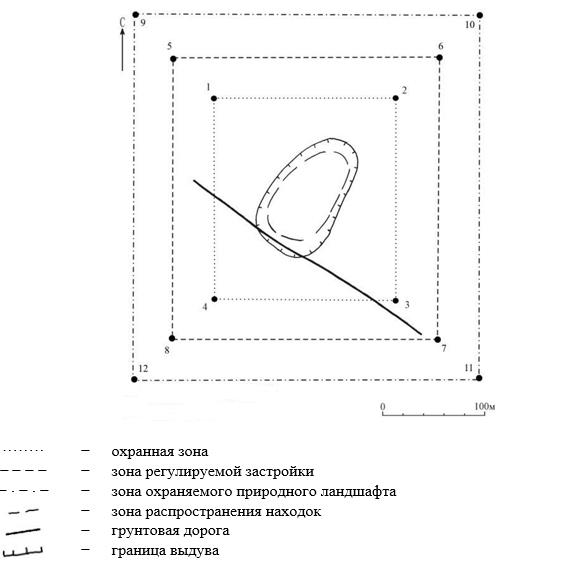 С
9
10
5
6
1
2
4
3
8
7
12
11
0
100м
– охранная зона
– зона регулируемой застройки
– зона охраняемого природного ландшафта
– зона распространения находок
– грунтовая дорога
– граница выдува